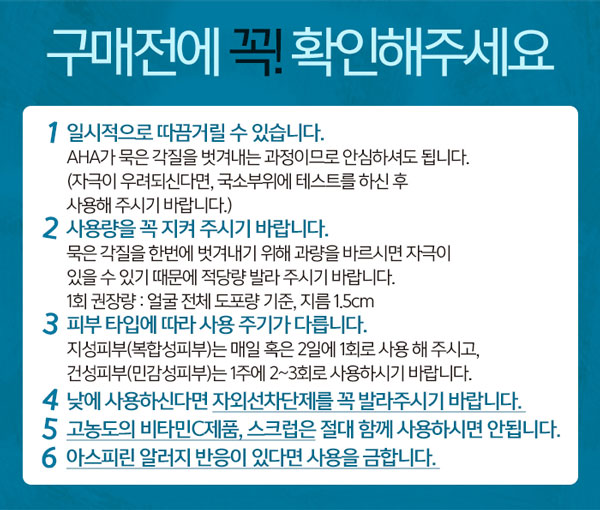 구매전에 꼭! 확인해주세요
1 일시적으로 따끔거릴 수 있습니다.
AHA가 묵은 각질을 벗겨내는 과정이므로 안심하셔도 됩니다.
(자극이 우려되신다면, 국소부위에 테스트를 하신 후
사용해 주시기 바랍니다.)
2 사용량을 꼭 지켜 주시기 바랍니다.
묵은 각질을 한번에 벗겨내기 위해 과량을 바르시면 자극이
있을 수 있기 때문에 적당량 발라 주시기 바랍니다.
1회 권장량 : 얼굴 전체 도포량 기준, 지름 1.5cm
3 피부 타입에 따라 사용 주기가 다릅니다.
지성피부(복합성피부)는 매일 혹은 2일에 1회로 사용 해 주시고,
건성피부(민감성피부)는 1주에 2~3회로 사용하시기 바랍니다.
4 낮에 사용하신다면 자외선차단제를 꼭 발라주시기 바랍니다.
5 고농도의 비타민C제품, 스크럽은 절대 함께 사용하시면 안됩니다.
6 아스피린 알러지 반응이 있다면 사용을 금합니다.